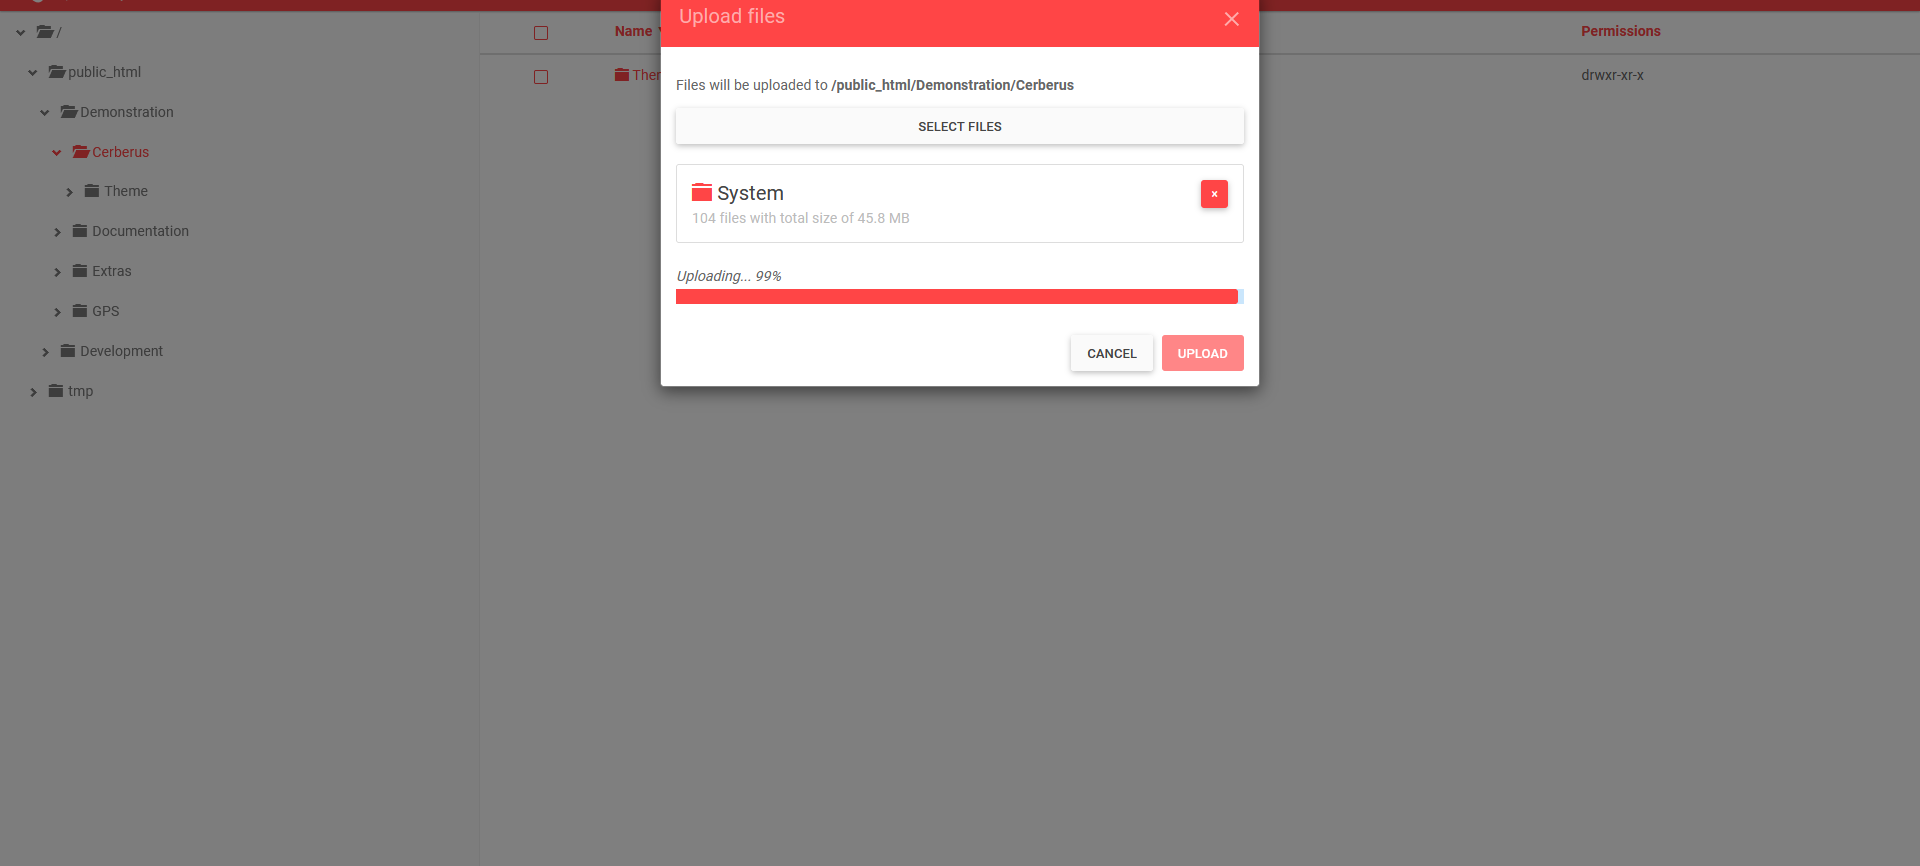 Upload files
/
public_html
Demonstration
Cerberus
Theme
Documentation
Extras
GPS
Development
tmp
Name
Permissions
drwxr-xr-x
Files will be uploaded to /public_html/Demonstration/Cerberus
SELECT FILES
System
×
104 files with total size of 45.8 MB
Uploading... 99%
CANCEL
UPLOAD